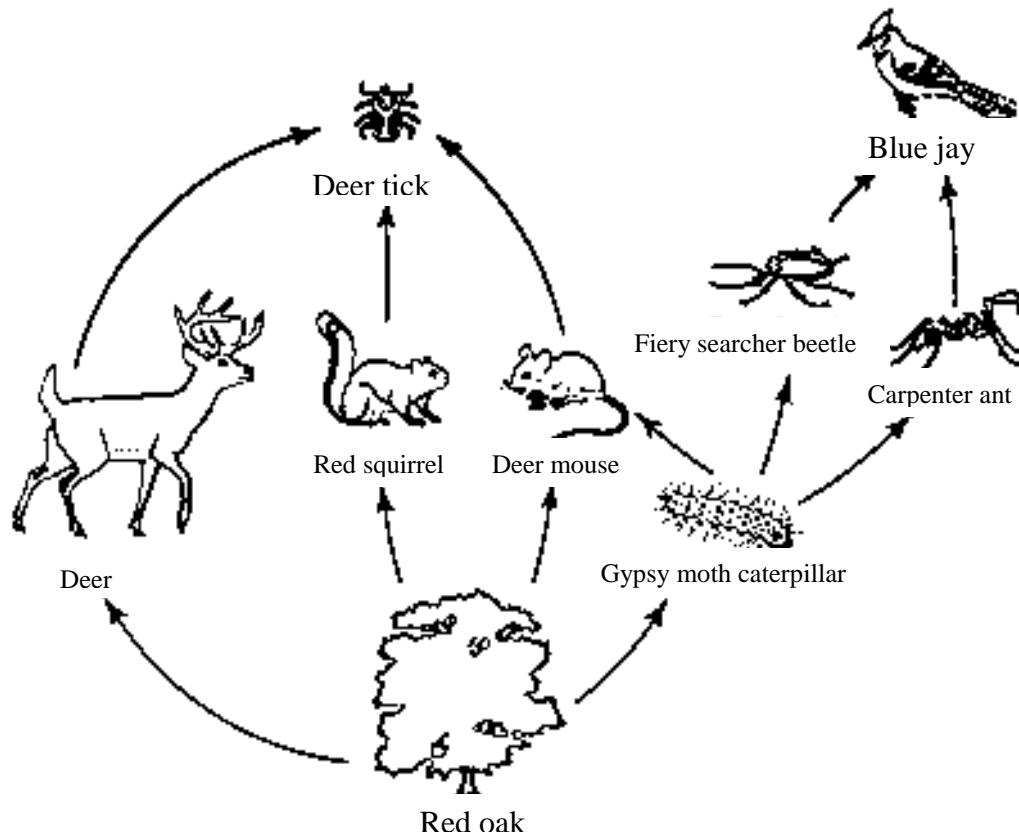 Blue jay
Deer tick
Fiery searcher beetle
Carpenter ant
Red squirrel
Deer mouse
Deer
Gypsy moth caterpillar
Red oak